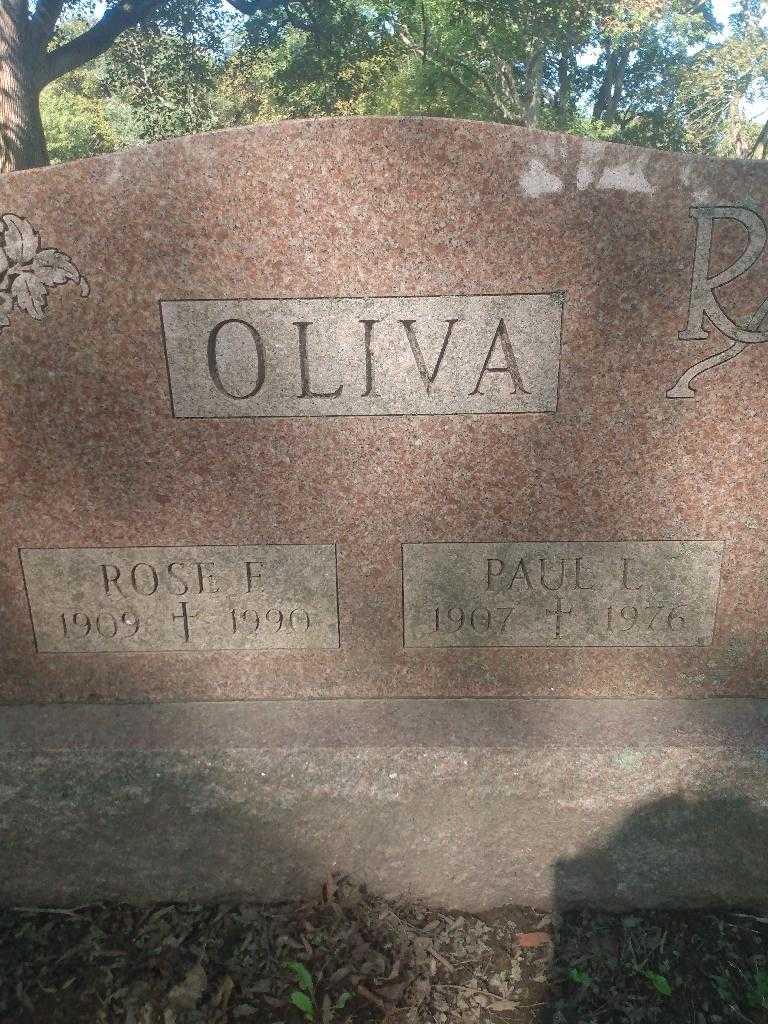 OLIVA
ROSE F.
1909 † 1990
PAUL L.
1907 † 1976